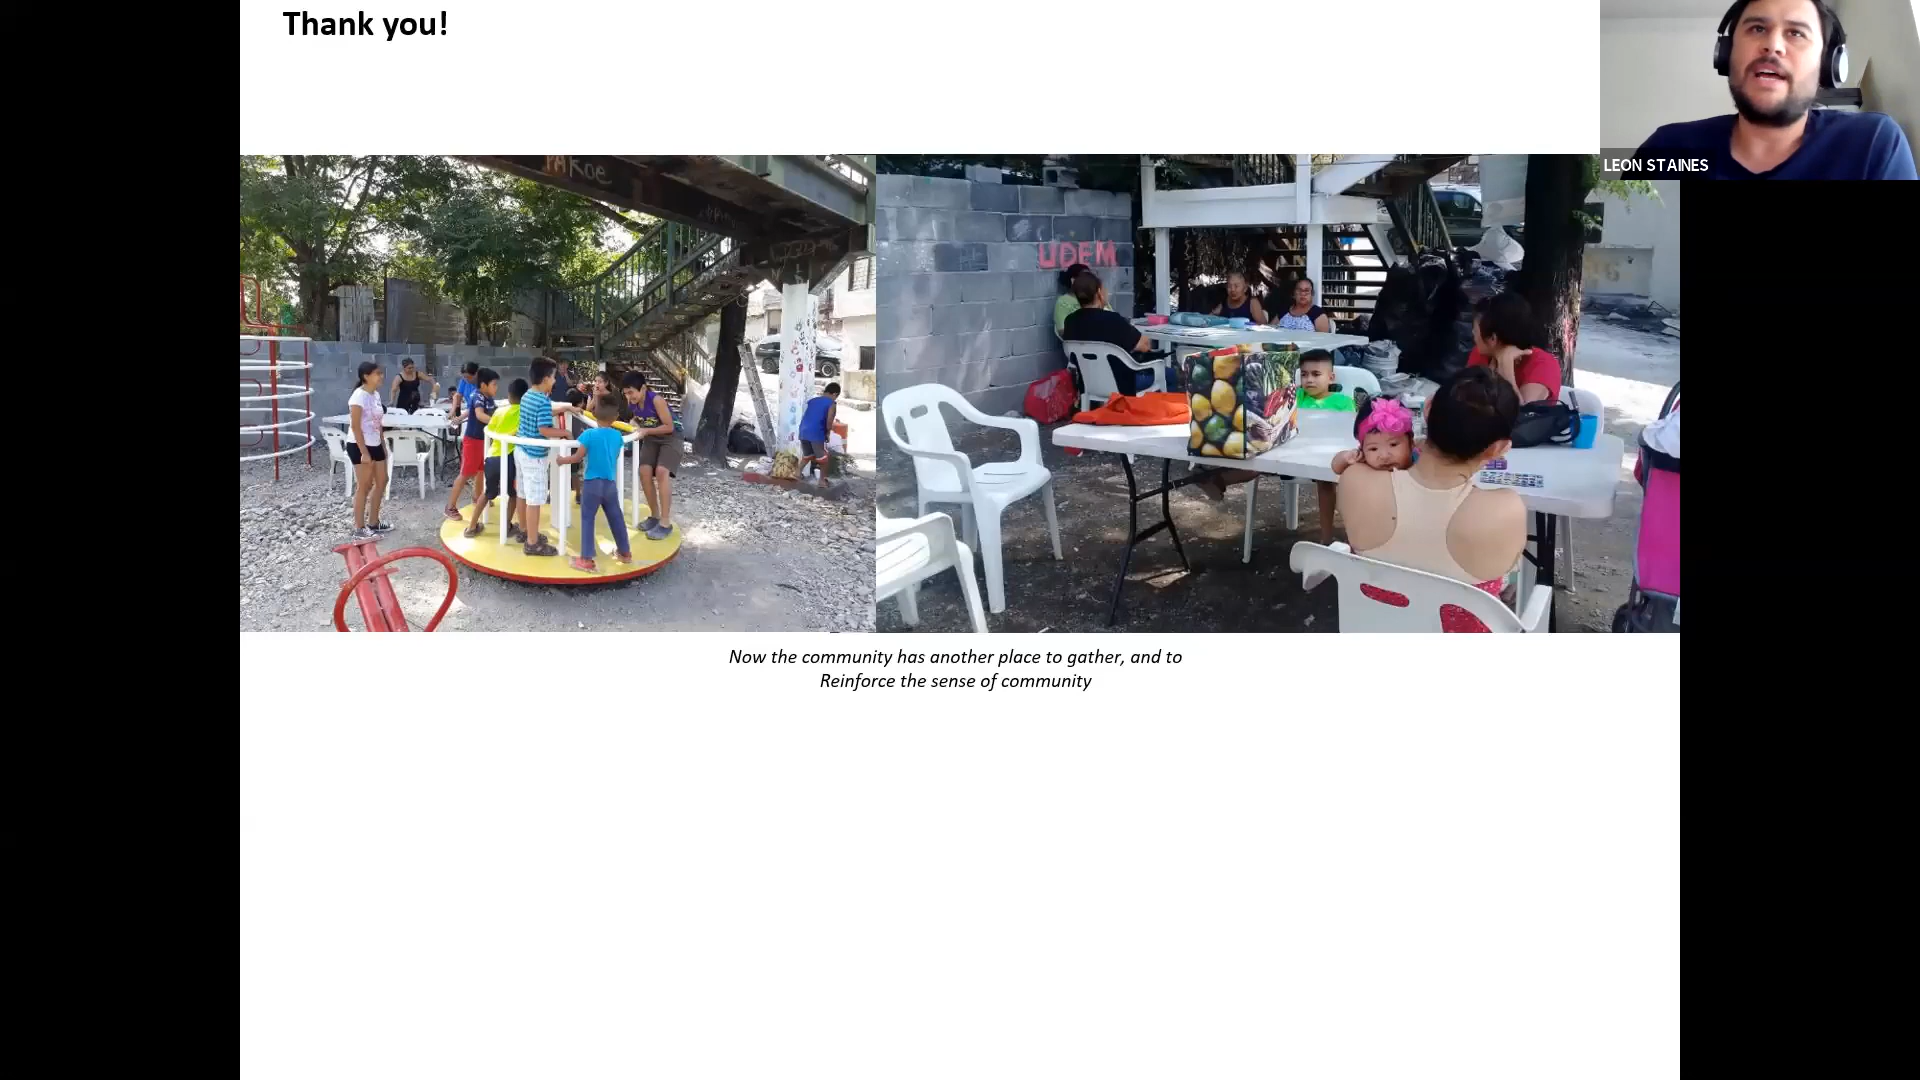 Thank you!
LEON STAINES
UDEM
Now the community has another place to gather, and to
Reinforce the sense of community